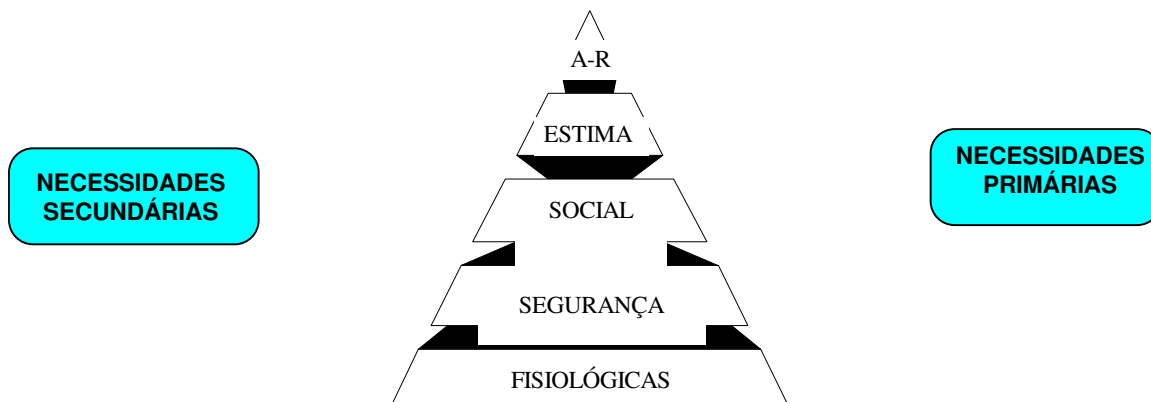 A-R
ESTIMA
NECESSIDADES
SECUNDÁRIAS
NECESSIDADES
PRIMÁRIAS
SOCIAL
SEGURANÇA
FISIOLÓGICAS